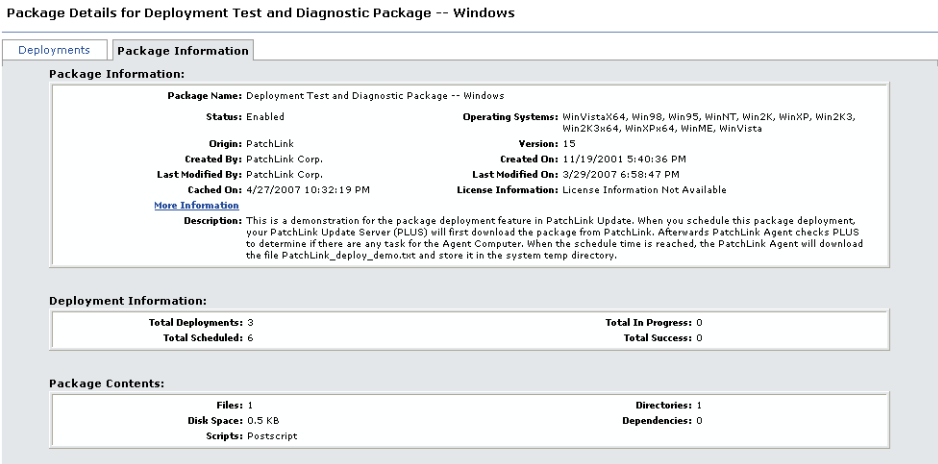 Package Details for Deployment Test and Diagnostic Package -- Windows
Deployments Package Information
Package Information:
Package Name: Deployment Test and Diagnostic Package -- Windows
Status: Enabled Operating Systems: WinVistaX64, Win98, Win95, WinNT, Win2K, WinXP, Win2K3,
Win2K3x64, WinXPx64, WinME, WinVista
Origin: PatchLink Version: 15
Created By: PatchLink Corp. Created On: 11/19/2001 5:40:36 PM
Last Modified By: PatchLink Corp. Last Modified On: 3/29/2007 6:58:47 PM
Cached On: 4/27/2007 10:32:19 PM License Information: License Information Not Available
More Information
Description: This is a demonstration for the package deployment feature in PatchLink Update. When you schedule this package deployment,
your PatchLink Update Server (PLUS) will first download the package from PatchLink. Afterwards PatchLink Agent checks PLUS
to determine if there are any task for the Agent Computer. When the schedule time is reached, the PatchLink Agent will download
the file PatchLink_deploy_demo.txt and store it in the system temp directory.
Deployment Information:
Total Deployments: 3 Total In Progress: 0
Total Scheduled: 6 Total Success: 0
Package Contents:
Files: 1 Directories: 1
Disk Space: 0.5 KB Dependencies: 0
Scripts: Postscript